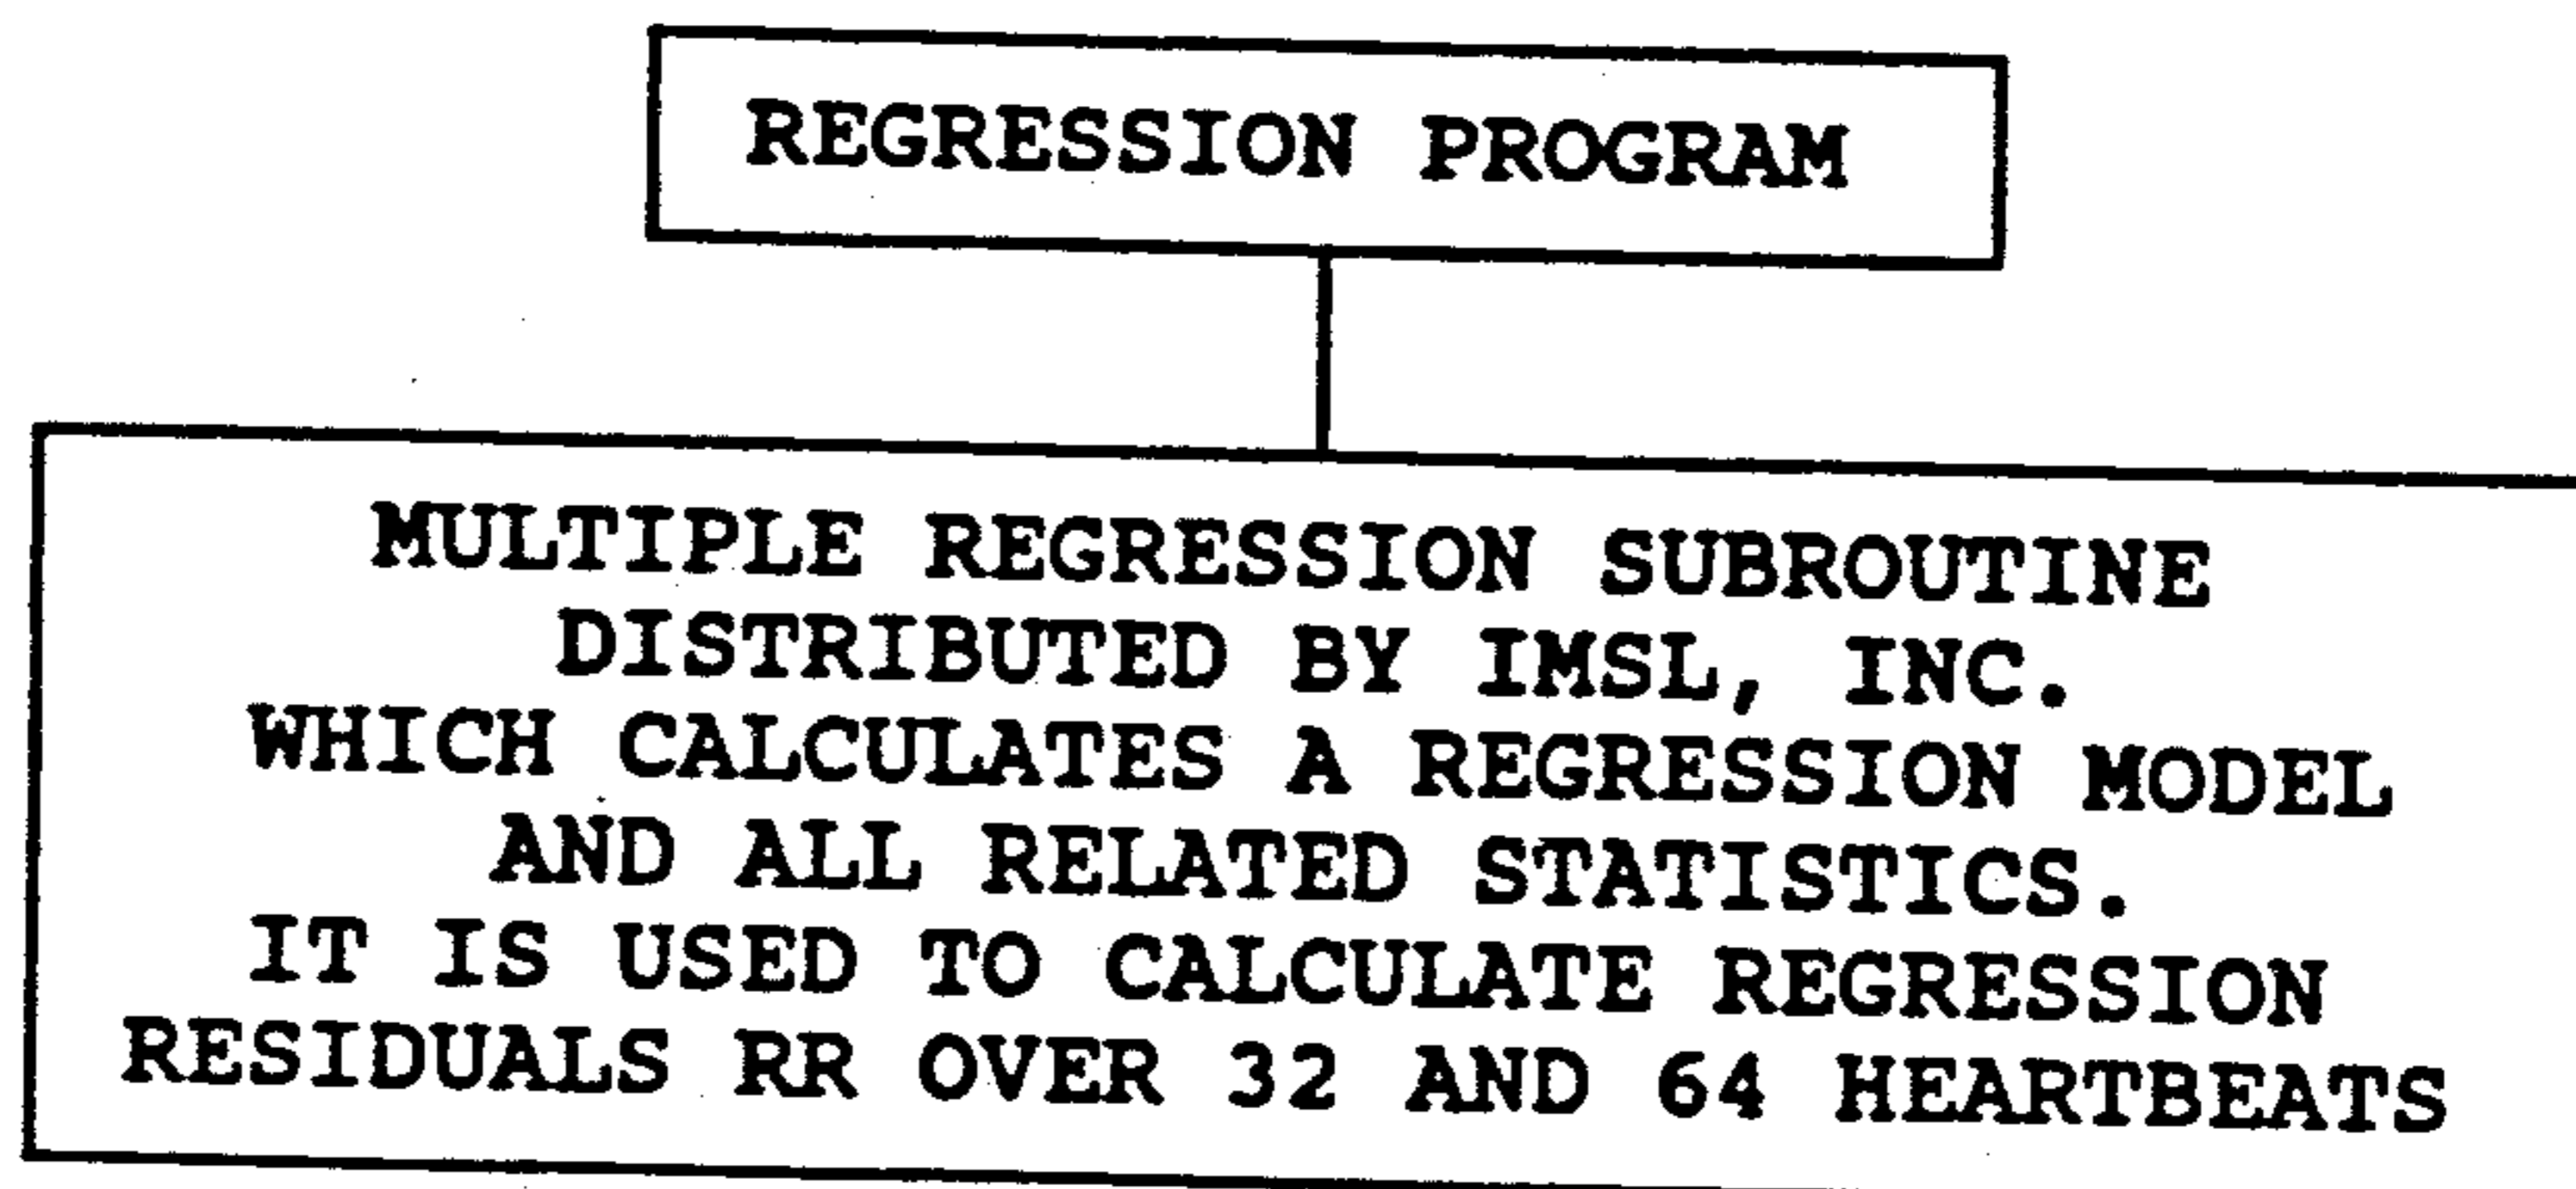 REGRESSION PROGRAM
MULTIPLE REGRESSION SUBROUTINE
DISTRIBUTED BY IMSL, INC.
WHICH CALCULATES A REGRESSION MODEL
AND ALL RELATED STATISTICS.
IT IS USED TO CALCULATE REGRESSION
RESIDUALS RR OVER 32 AND 64 HEARTBEATS